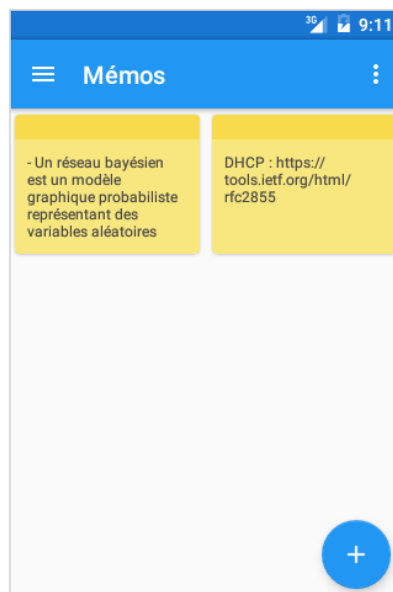 3G 9:11
Mémos
- Un réseau bayésien
est un modèle
graphique probabiliste
représentant des
variables aléatoires
DHCP : https://
tools.ietf.org/html/
rfc2855